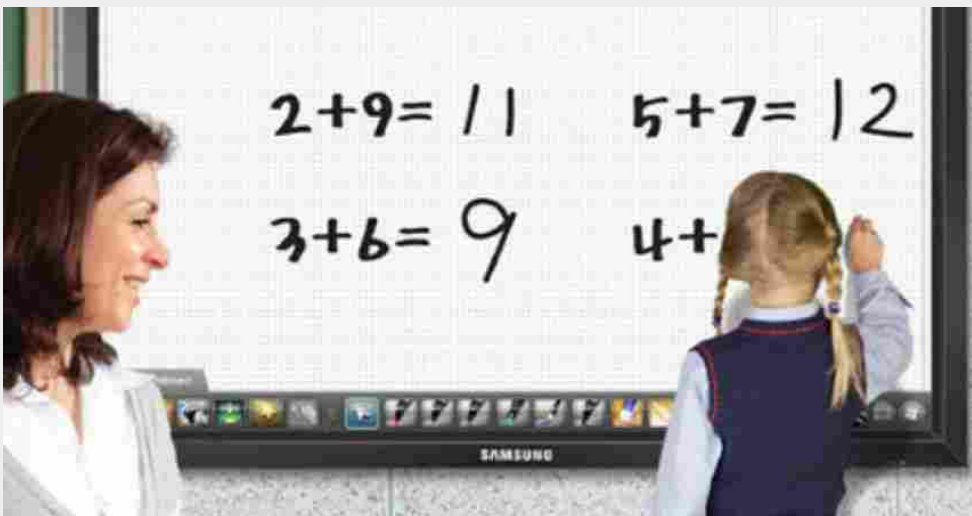 2+9= 11
5+7= 12
3+6= 9
4+
SAMSUNG